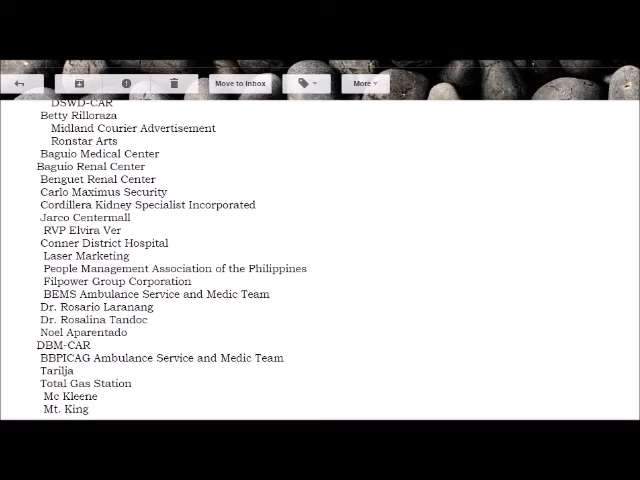 Move to Inbox
More
DSWD-CAR
Betty Rilloraza
Midland Courier Advertisement
Ronstar Arts
Baguio Medical Center
Baguio Renal Center
Benguet Renal Center
Carlo Maximus Security
Cordillera Kidney Specialist Incorporated
Jarco Centermall
RVP Elvira Ver
Conner District Hospital
Laser Marketing
People Management Association of the Philippines
Filpower Group Corporation
BEMS Ambulance Service and Medic Team
Dr. Rosario Laranang
Dr. Rosalina Tandoc
Noel Aparentado
DBM-CAR
BBPICAG Ambulance Service and Medic Team
Tarilja
Total Gas Station
Mc Kleene
Mt. King